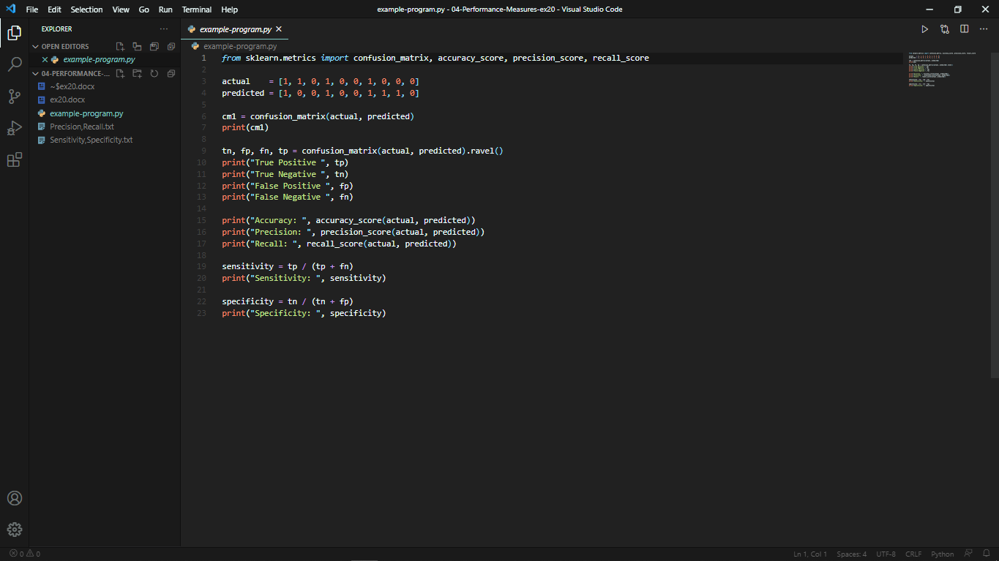 File Edit Selection View Go Run Terminal Help
example-program.py - 04-Performance-Measures-ex20 - Visual Studio Code
EXPLORER
OPEN EDITORS
example-program.py
04-PERFORMANCE-...
~$ex20.docx
ex20.docx
example-program.py
Precision,Recall.txt
Sensitivity,Specificity.txt
example-program.py
example-program.py
1 from sklearn.metrics import confusion_matrix, accuracy_score, precision_score, recall_score
2
3 actual    = [1, 1, 0, 1, 0, 0, 1, 0, 0, 0]
4 predicted = [1, 0, 0, 1, 0, 0, 1, 1, 1, 0]
5
6 cm1 = confusion_matrix(actual, predicted)
7 print(cm1)
8
9 tn, fp, fn, tp = confusion_matrix(actual, predicted).ravel()
10 print("True Positive ", tp)
11 print("True Negative ", tn)
12 print("False Positive ", fp)
13 print("False Negative ", fn)
14
15 print("Accuracy: ", accuracy_score(actual, predicted))
16 print("Precision: ", precision_score(actual, predicted))
17 print("Recall: ", recall_score(actual, predicted))
18
19 sensitivity = tp / (tp + fn)
20 print("Sensitivity: ", sensitivity)
21
22 specificity = tn / (tn + fp)
23 print("Specificity: ", specificity)
0 0
Ln 1, Col 1 Spaces: 4 UTF-8 CRLF Python